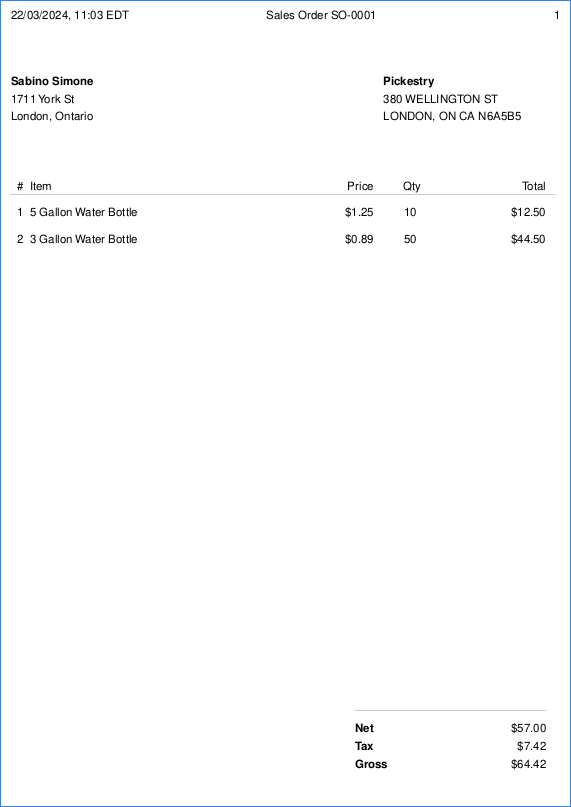 22/03/2024, 11:03 EDT Sales Order SO-0001 1
Sabino Simone
1711 York St
London, Ontario
Pickestry
380 WELLINGTON ST
LONDON, ON CA N6A5B5
# Item Price Qty Total
1 5 Gallon Water Bottle $1.25 10 $12.50
2 3 Gallon Water Bottle $0.89 50 $44.50
Net $57.00
Tax $7.42
Gross $64.42